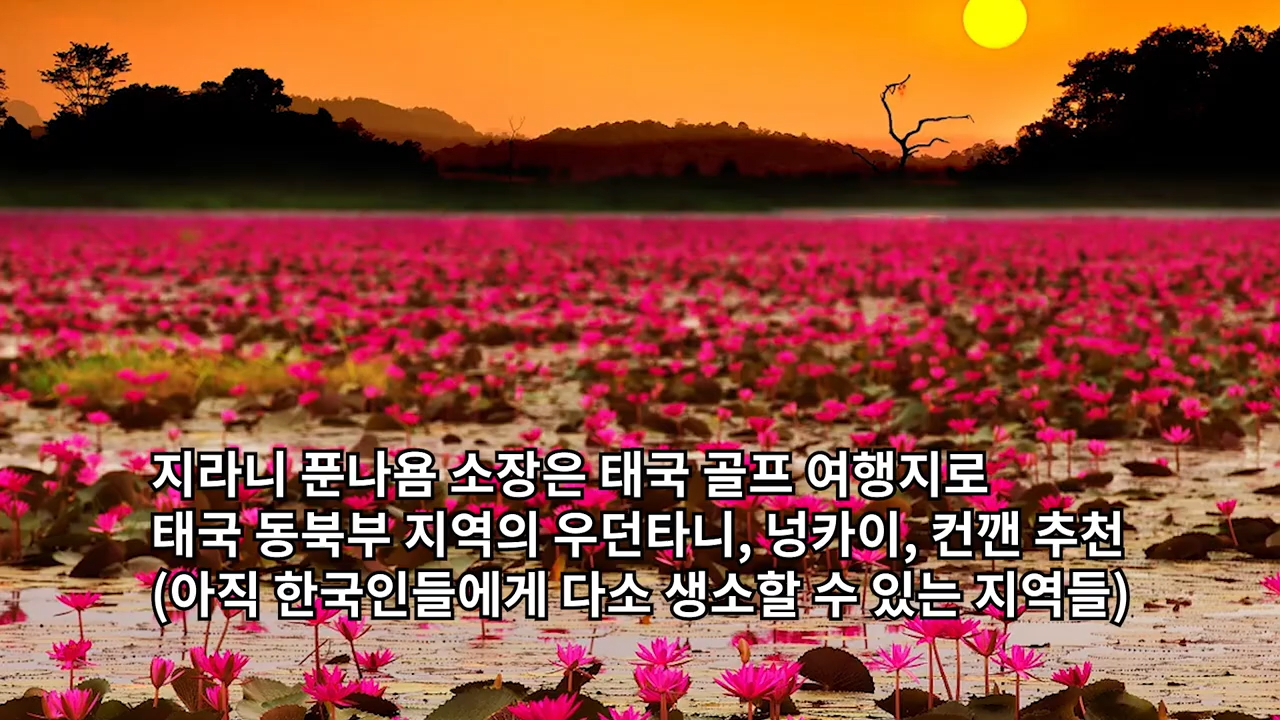 지라니 푼나욤 소장은 태국 골프 여행지로
태국 동북부 지역의 우던타니, 넝카이, 컨깬 추천
(아직 한국인들에게 다소 생소할 수 있는 지역들)